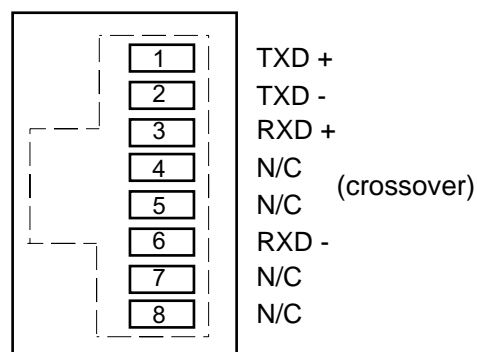 1 TXD +
2 TXD -
3 RXD +
4 N/C
(crossover)
5 N/C
6 RXD -
7 N/C
8 N/C